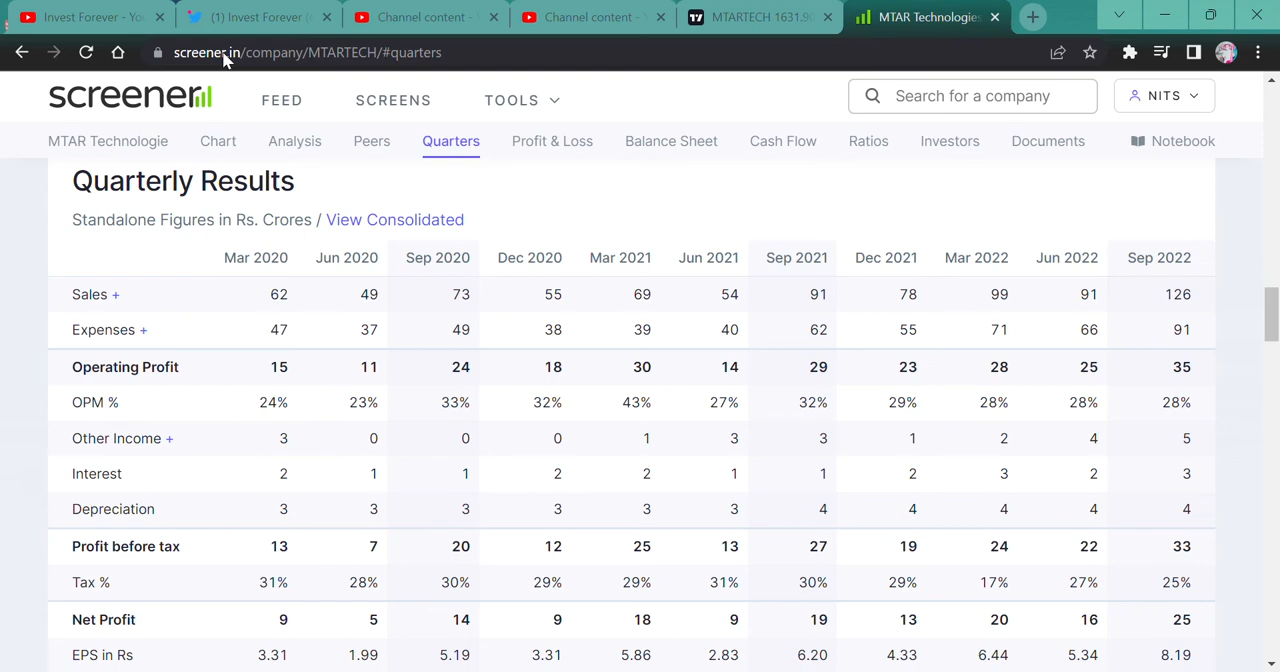 Invest Forever - Yo
(1) Invest Forever (
Channel content -
Channel content -
MTARTECH 1631.9
MTAR Technologies
screener.in/company/MTARTECH/#quarters
screener
FEED
SCREENS
TOOLS
Search for a company
NITS
MTAR Technologie
Chart
Analysis
Peers
Quarters
Profit & Loss
Balance Sheet
Cash Flow
Ratios
Investors
Documents
Notebook
Quarterly Results
Standalone Figures in Rs. Crores / View Consolidated
Mar 2020 Jun 2020 Sep 2020 Dec 2020 Mar 2021 Jun 2021 Sep 2021 Dec 2021 Mar 2022 Jun 2022 Sep 2022
Sales + 62 49 73 55 69 54 91 78 99 91 126
Expenses + 47 37 49 38 39 40 62 55 71 66 91
Operating Profit 15 11 24 18 30 14 29 23 28 25 35
OPM % 24% 23% 33% 32% 43% 27% 32% 29% 28% 28% 28%
Other Income + 3 0 0 0 1 3 3 1 2 4 5
Interest 2 1 1 2 2 1 1 2 3 2 3
Depreciation 3 3 3 3 3 3 4 4 4 4 4
Profit before tax 13 7 20 12 25 13 27 19 24 22 33
Tax % 31% 28% 30% 29% 29% 31% 30% 29% 17% 27% 25%
Net Profit 9 5 14 9 18 9 19 13 20 16 25
EPS in Rs 3.31 1.99 5.19 3.31 5.86 2.83 6.20 4.33 6.44 5.34 8.19